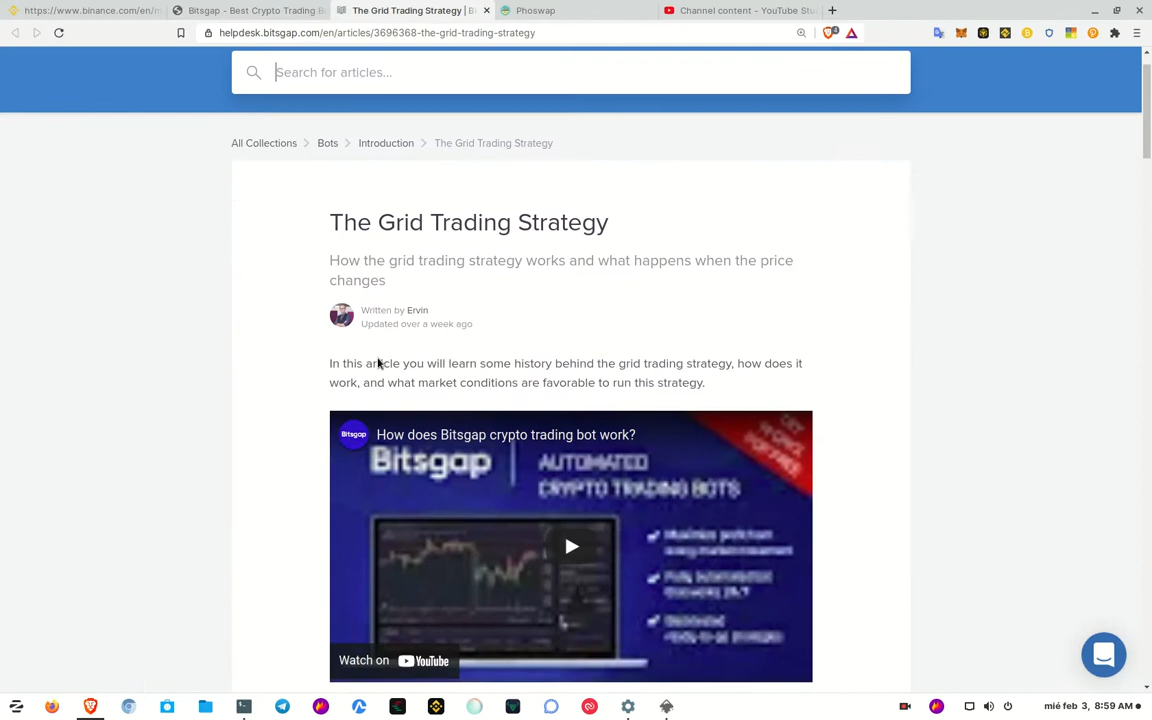 https://www.binance.com/en/m
Bitsgap - Best Crypto Trading B
The Grid Trading Strategy | B
Phoswap
Channel content - YouTube Stu
helpdesk.bitsgap.com/en/articles/3696368-the-grid-trading-strategy
4
Search for articles...
All Collections
Bots
Introduction
The Grid Trading Strategy
The Grid Trading Strategy
How the grid trading strategy works and what happens when the price
changes
Written by Ervin
Updated over a week ago
In this article you will learn some history behind the grid trading strategy, how does it
work, and what market conditions are favorable to run this strategy.
Bitsgap
How does Bitsgap crypto trading bot work?
Bitsgap
AUTOMATED
CRYPTO TRADING BOTS
Watch on YouTube
mié feb 3, 8:59 AM